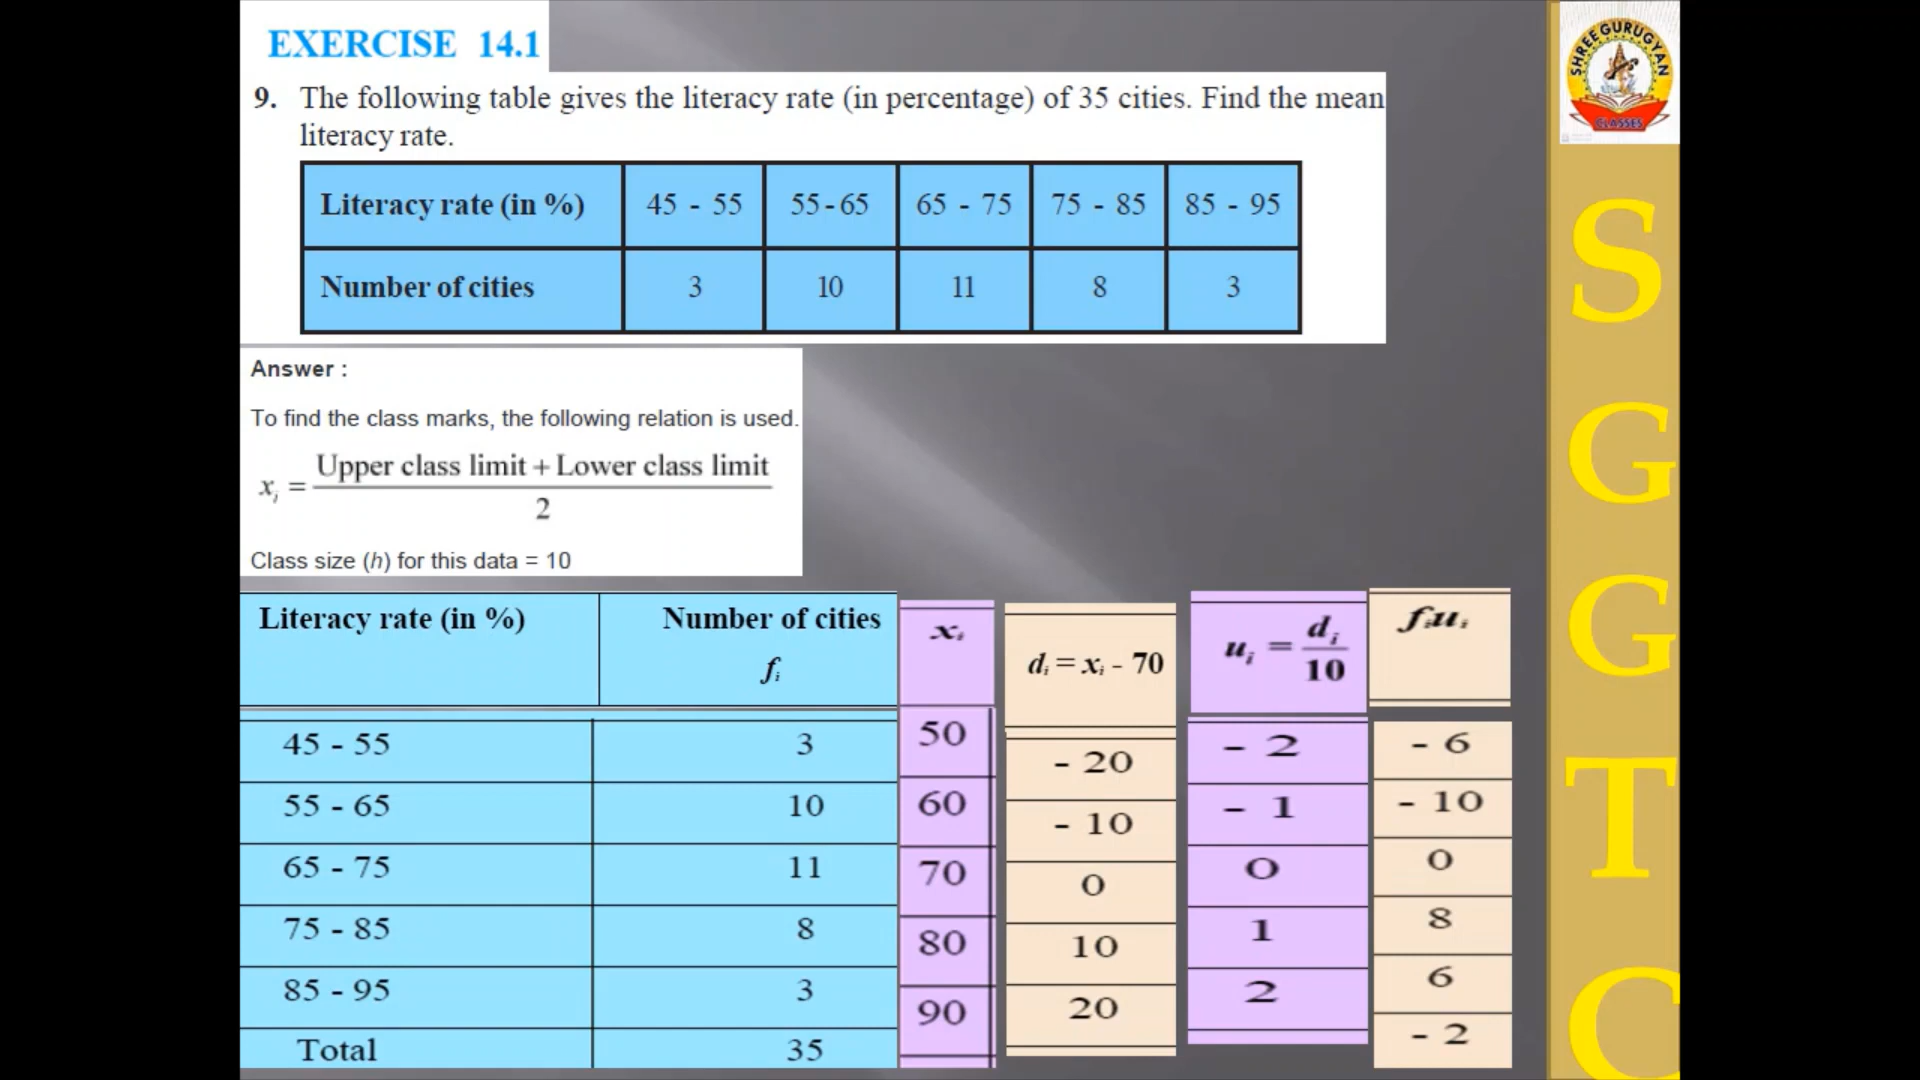 EXERCISE 14.1
9. The following table gives the literacy rate (in percentage) of 35 cities. Find the mean
literacy rate.
Literacy rate (in %) 45 - 55 55-65 65 - 75 75 - 85 85 - 95
Number of cities 3 10 11 8 3
Answer :
To find the class marks, the following relation is used.
xᵢ = Upper class limit + Lower class limit / 2
Class size (h) for this data = 10
Literacy rate (in %) Number of cities fᵢ xᵢ dᵢ = xᵢ - 70 uᵢ = dᵢ/10 fᵢuᵢ
45 - 55 3 50 - 20 - 2 - 6
55 - 65 10 60 - 10 - 1 - 10
65 - 75 11 70 0 0 0
75 - 85 8 80 10 1 8
85 - 95 3 90 20 2 6
Total 35 - 2
SHREE GURUGYAN
CLASSES
S
G
G
T
C